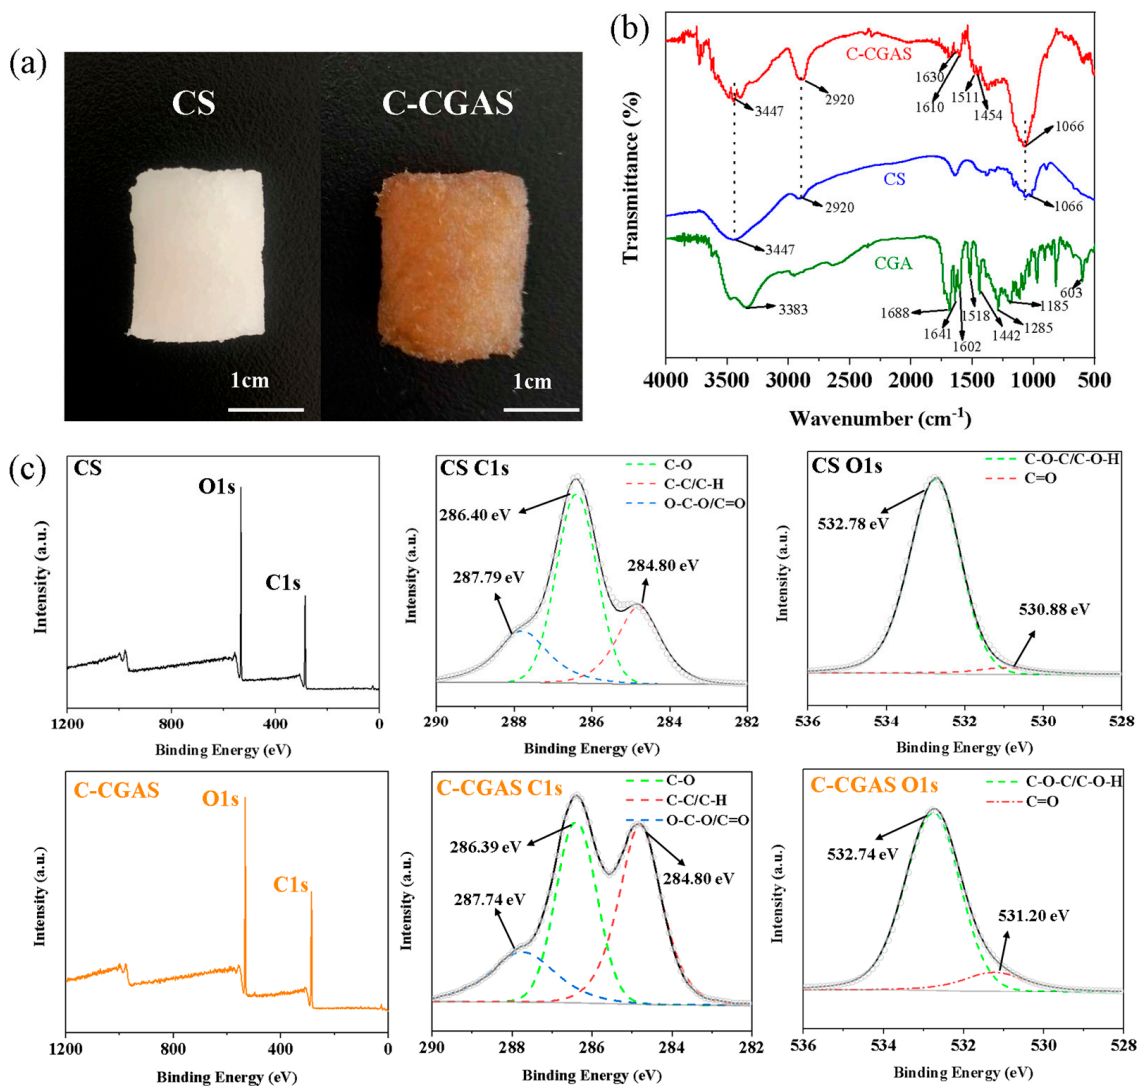 (a)
CS
C-CGAS
1cm
1cm
(b)
Transmittance (%)
C-CGAS
3447
2920
1630
1610
1511
1454
1066
CS
3447
2920
1066
CGA
3383
1688
1641
1602
1518
1442
1285
1185
603
4000 3500 3000 2500 2000 1500 1000 500
Wavenumber (cm-1)
(c)
CS
O1s
C1s
Intensity (a.u.)
1200 800 400 0
Binding Energy (eV)
CS C1s
C-O
C-C/C-H
O-C-O/C=O
286.40 eV
287.79 eV
284.80 eV
Intensity (a.u.)
290 288 286 284 282
Binding Energy (eV)
CS O1s
C-O-C/C-O-H
C=O
532.78 eV
530.88 eV
Intensity (a.u.)
536 534 532 530 528
Binding Energy (eV)
C-CGAS
O1s
C1s
Intensity (a.u.)
1200 800 400 0
Binding Energy (eV)
C-CGAS C1s
C-O
C-C/C-H
O-C-O/C=O
286.39 eV
287.74 eV
284.80 eV
Intensity (a.u.)
290 288 286 284 282
Binding Energy (eV)
C-CGAS O1s
C-O-C/C-O-H
C=O
532.74 eV
531.20 eV
Intensity (a.u.)
536 534 532 530 528
Binding Energy (eV)